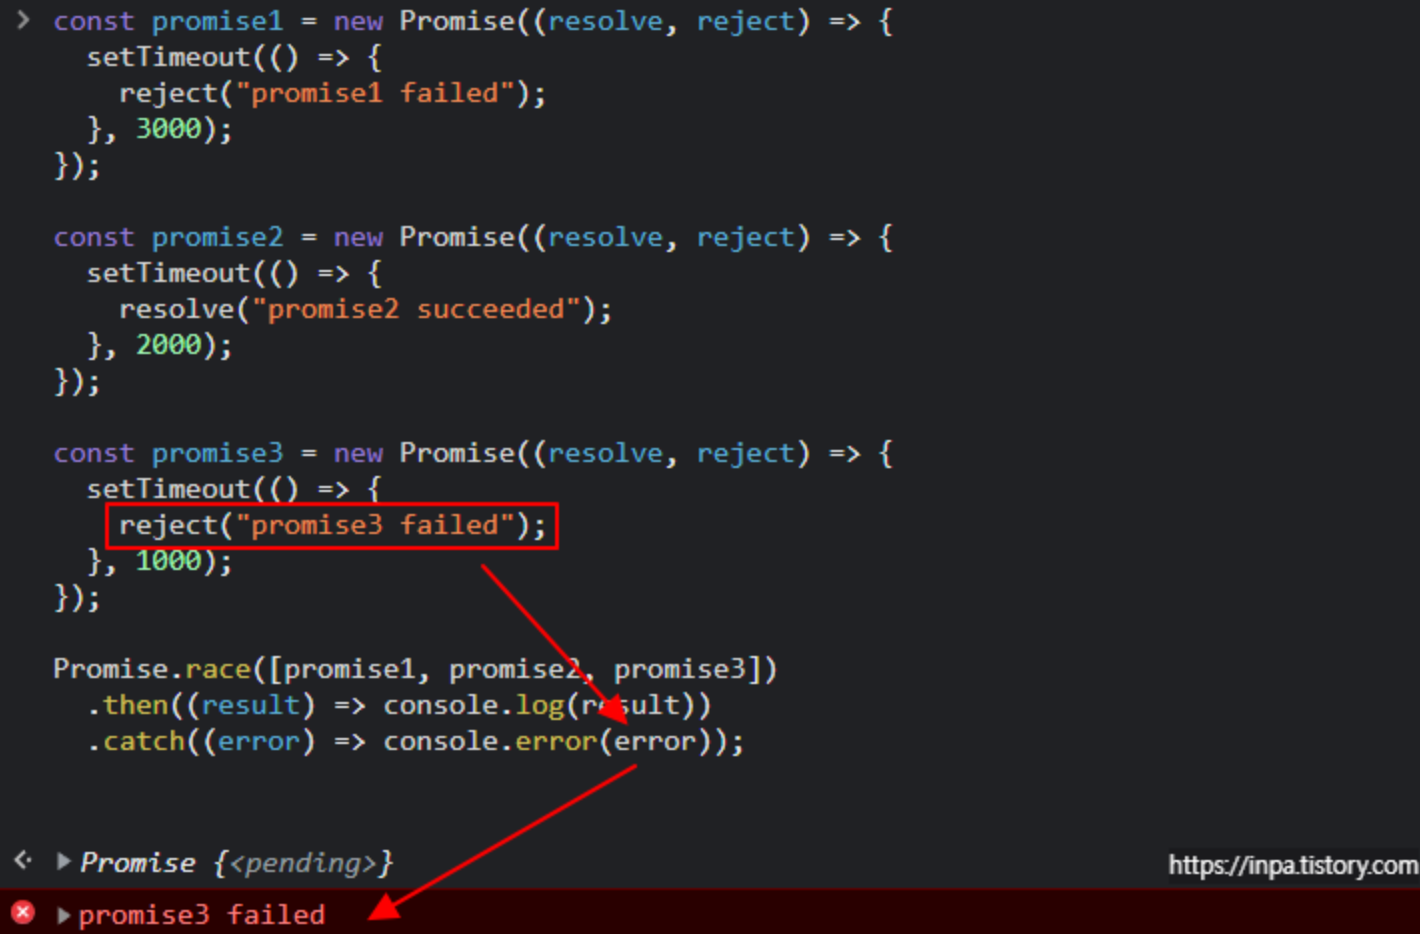 const promise1 = new Promise((resolve, reject) => {
  setTimeout(() => {
    reject("promise1 failed");
  }, 3000);
});

const promise2 = new Promise((resolve, reject) => {
  setTimeout(() => {
    resolve("promise2 succeeded");
  }, 2000);
});

const promise3 = new Promise((resolve, reject) => {
  setTimeout(() => {
    reject("promise3 failed");
  }, 1000);
});

Promise.race([promise1, promise2, promise3])
  .then((result) => console.log(result))
  .catch((error) => console.error(error));

Promise {<pending>}
https://inpa.tistory.com
promise3 failed